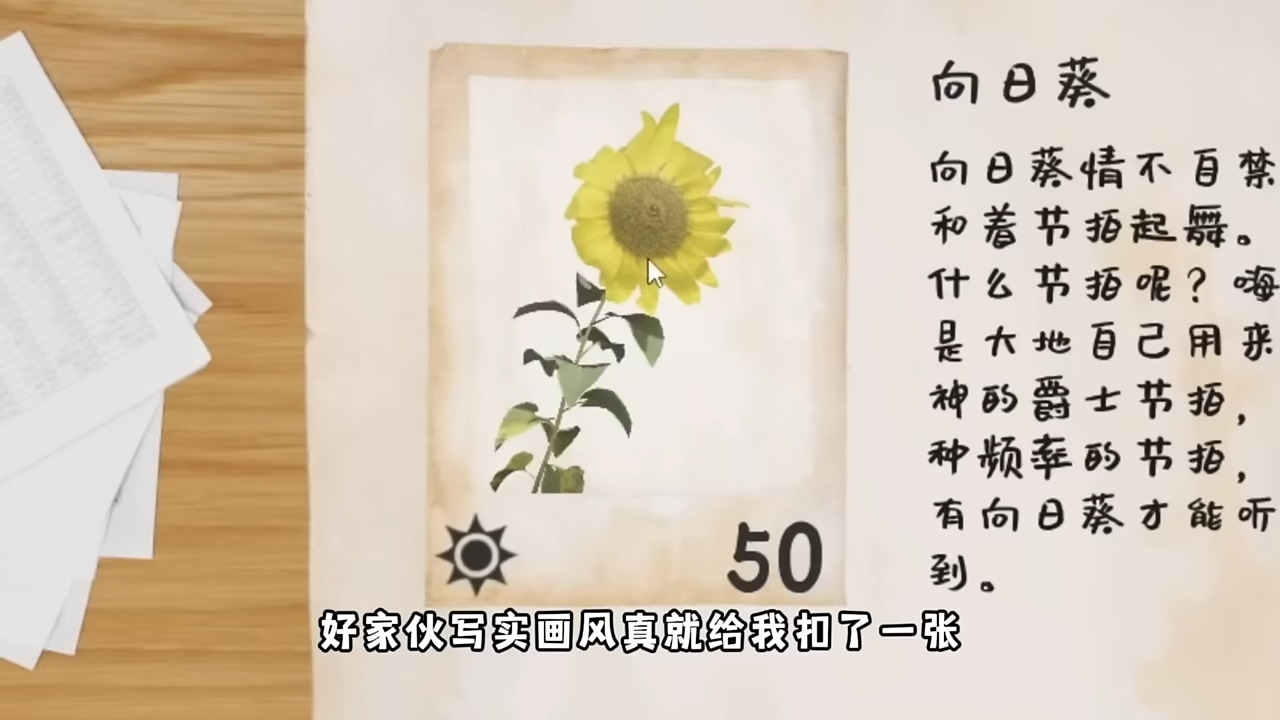 向日葵
向日葵情不自禁
和着节拍起舞。
什么节拍呢？嗨
是大地自己用来
神的爵士节拍，
种频率的节拍，
有向日葵才能听
到。
50
好家伙写实画风真就给我扣了一张